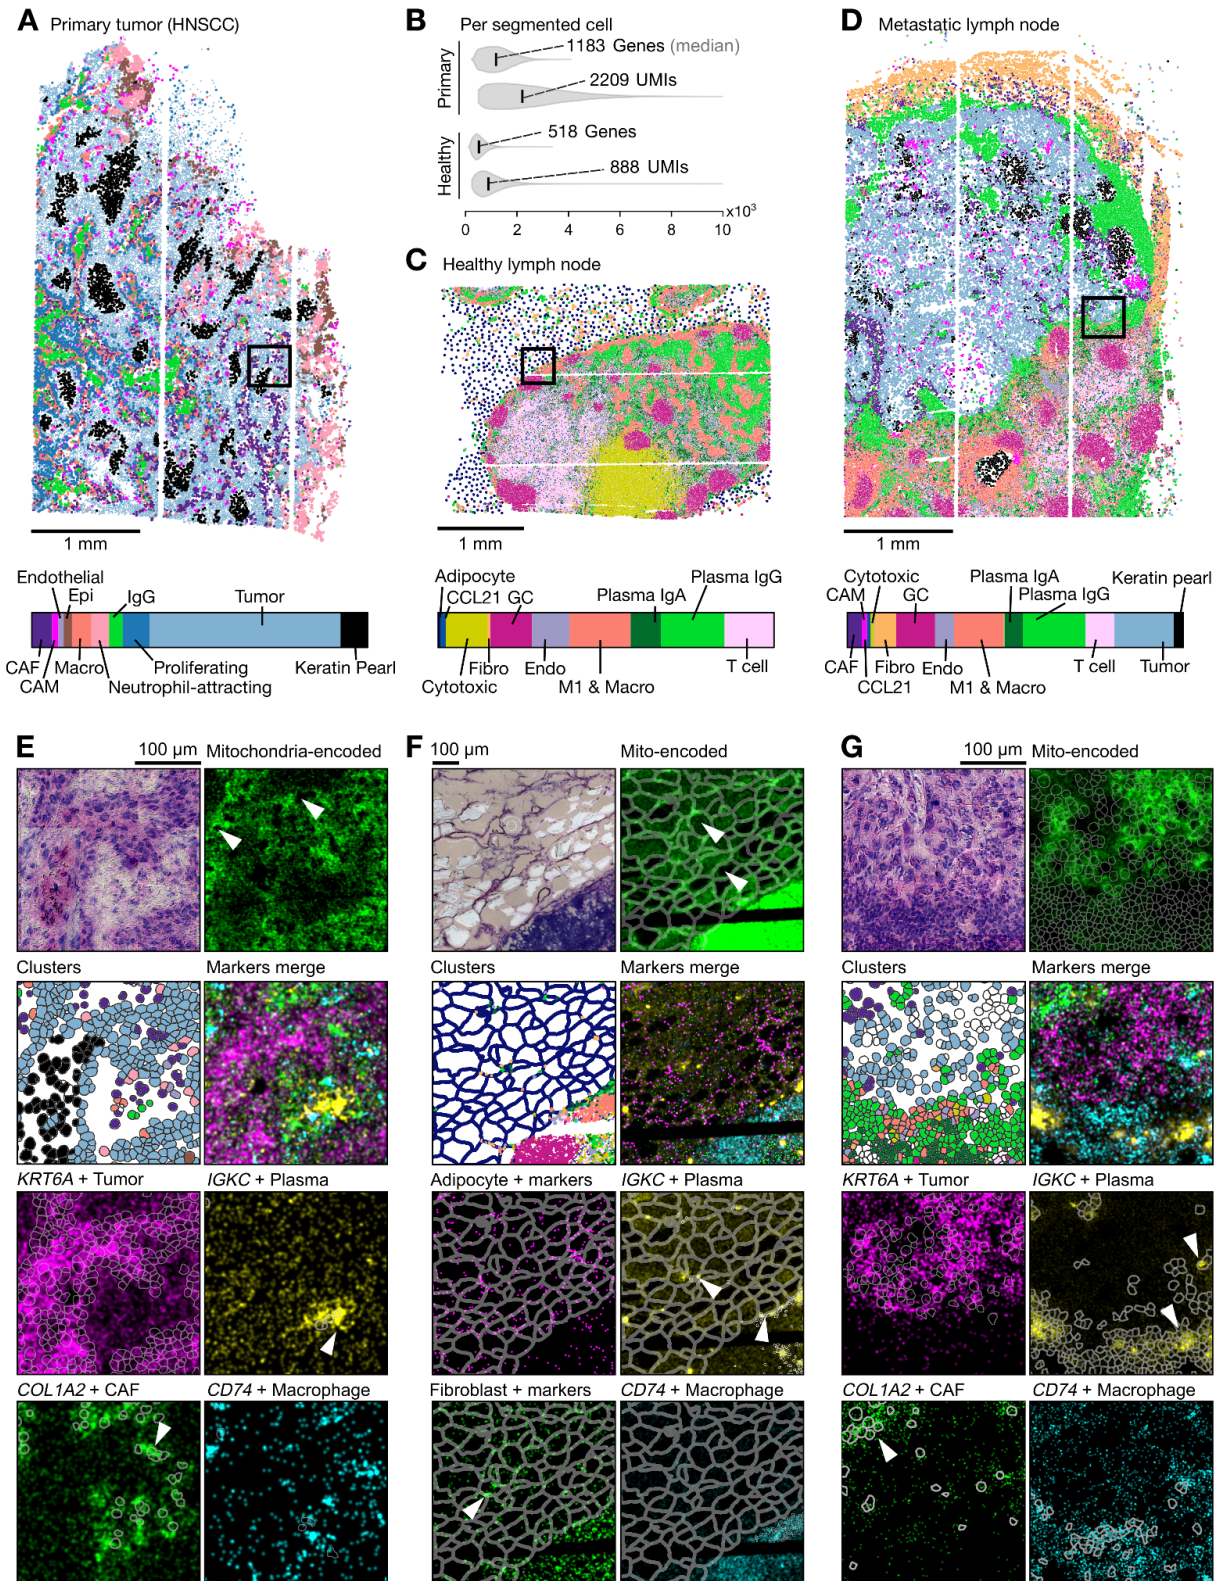 A Primary tumor (HNSCC)
1 mm
Endothelial
Epi
IgG
Tumor
CAF
CAM
Macro
Neutrophil-attracting
Proliferating
Keratin Pearl
B Per segmented cell
Primary
1183 Genes (median)
2209 UMIs
Healthy
518 Genes
888 UMIs
0 2 4 6 8 10 x10³
C Healthy lymph node
1 mm
Adipocyte
CCL21 GC
Plasma IgA
Plasma IgG
Cytotoxic
Fibro
Endo
M1 & Macro
T cell
D Metastatic lymph node
1 mm
Cytotoxic
GC
Plasma IgA
Plasma IgG
Keratin pearl
CAF
CCL21
Fibro
Endo
M1 & Macro
T cell
Tumor
CAM
E 100 µm Mitochondria-encoded
Clusters Markers merge
KRT6A + Tumor IGKC + Plasma
COL1A2 + CAF CD74 + Macrophage
F 100 µm Mito-encoded
Clusters Markers merge
Adipocyte + markers IGKC + Plasma
Fibroblast + markers CD74 + Macrophage
G 100 µm Mito-encoded
Clusters Markers merge
KRT6A + Tumor IGKC + Plasma
COL1A2 + CAF CD74 + Macrophage